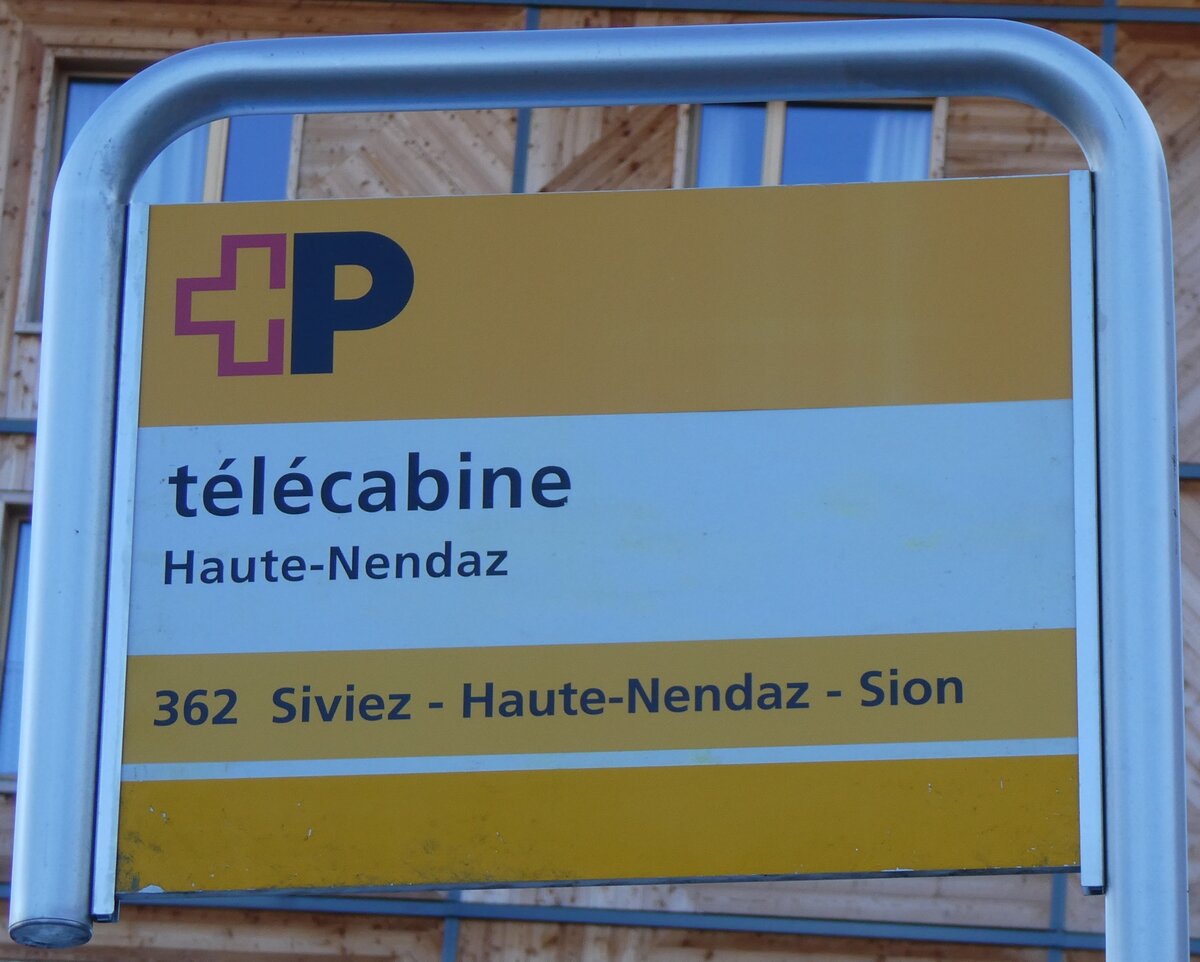 P
télécabine
Haute-Nendaz
362 Siviez - Haute-Nendaz - Sion